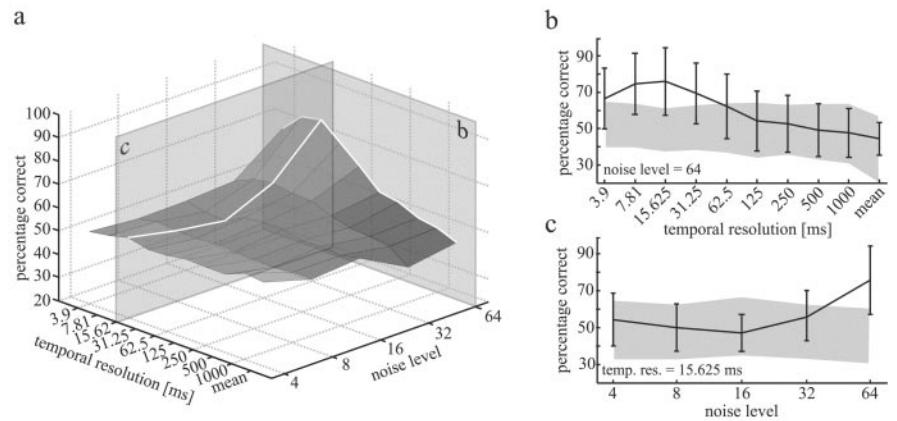 a
100
90
80
70
60
50
40
30
20
percentage correct
c
b
3.9
7.81
15.62
31.25
62.5
125
250
500
1000
mean
temporal resolution [ms]
4
8
16
32
64
noise level
b
90
70
50
30
percentage correct
noise level = 64
3.9
7.81
15.625
31.25
62.5
125
250
500
1000
mean
temporal resolution [ms]
c
90
70
50
30
percentage correct
temp. res. = 15.625 ms
4
8
16
32
64
noise level